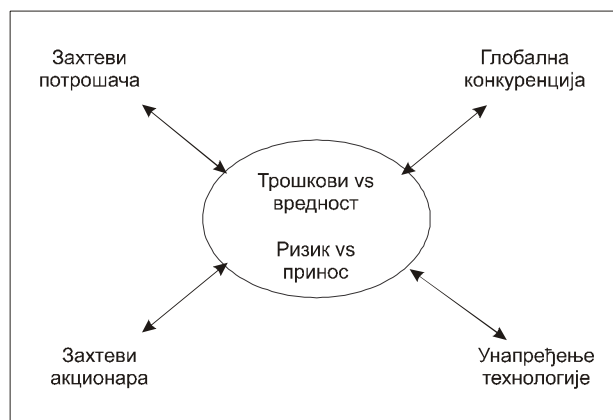 Захтеви
потрошача
Глобална
конкуренција
Трошкови vs
вредност
Ризик vs
принос
Захтеви
акционара
Унапређење
технологије